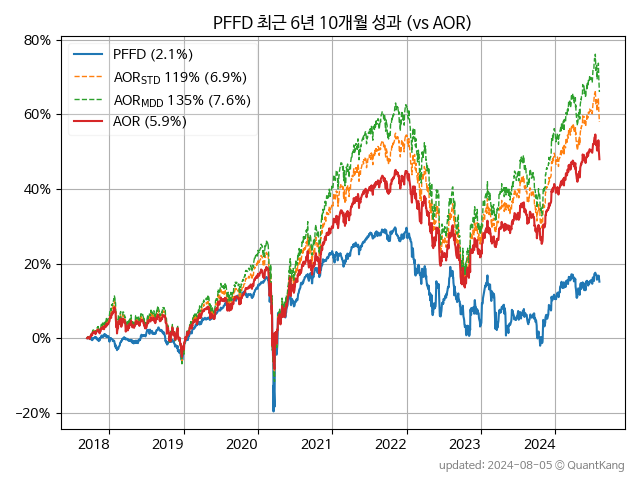 PFFD 최근 6년 10개월 성과 (vs AOR)
80%
60%
40%
20%
0%
−20%
PFFD (2.1%)
AORSTD 119% (6.9%)
AORMDD 135% (7.6%)
AOR (5.9%)
2018 2019 2020 2021 2022 2023 2024
updated: 2024-08-05 © QuantKang